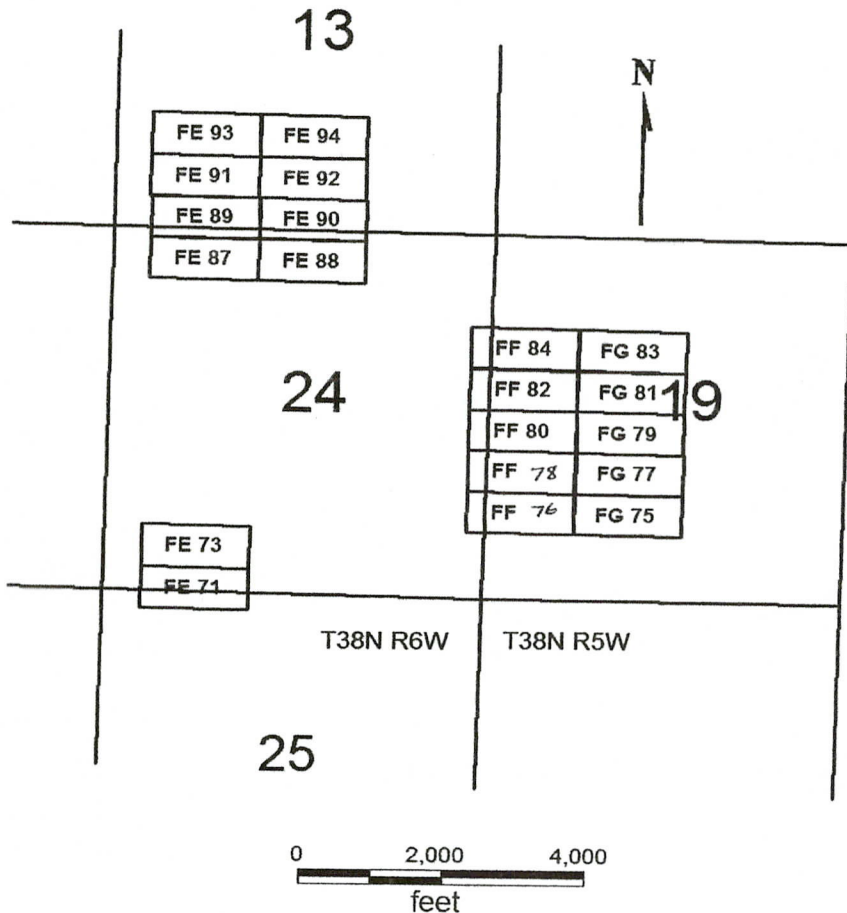 13
N
FE 93 FE 94
FE 91 FE 92
FE 89 FE 90
FE 87 FE 88
24
FF 84 FG 83
FF 82 FG 81 19
FF 80 FG 79
FF 78 FG 77
FF 76 FG 75
FE 73
FE 71
T38N R6W T38N R5W
25
0 2,000 4,000
feet